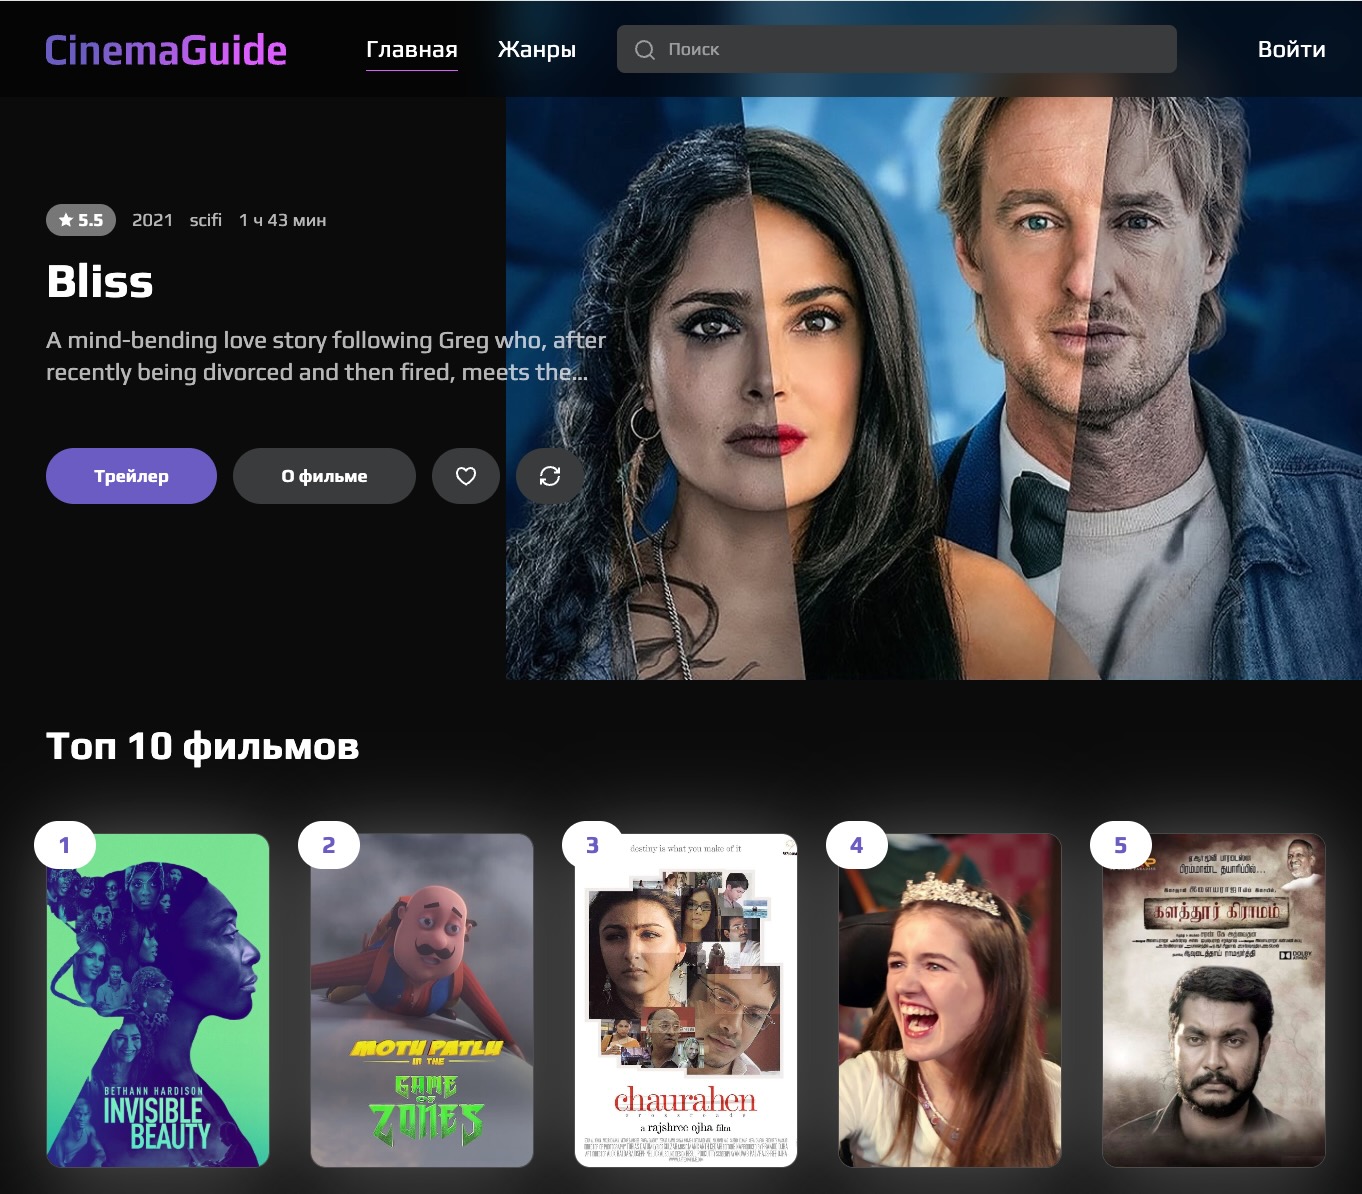 CinemaGuide
Главная
Жанры
Поиск
Войти
5.5 2021 scifi 1 ч 43 мин
Bliss
A mind-bending love story following Greg who, after
recently being divorced and then fired, meets the...
Трейлер
О фильме
Топ 10 фильмов
1
BETHANN HARDISON
INVISIBLE
BEAUTY
2
MOTU PATLU
IN THE
GAME
OF
ZONES
3
destiny is what you make of it
chaurahen
crossroads
a rajshree ojha film
4
5
களத்தூர் கிராமம்